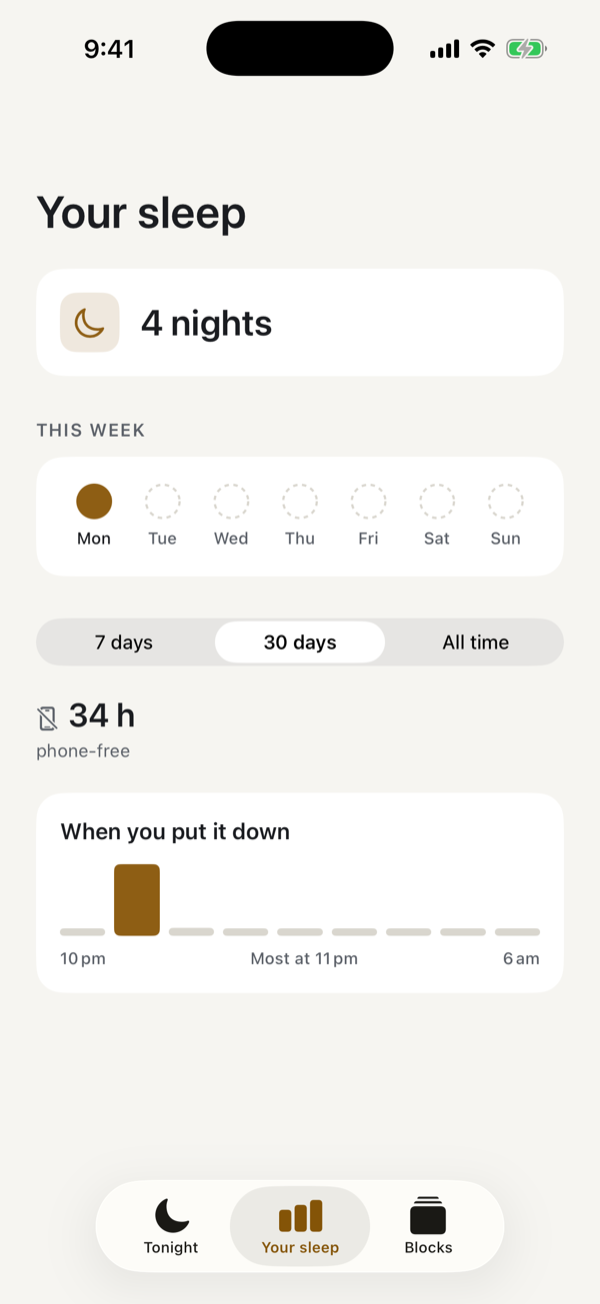 9:41
Your sleep
4 nights
THIS WEEK
Mon Tue Wed Thu Fri Sat Sun
7 days 30 days All time
34 h
phone-free
When you put it down
10 pm Most at 11 pm 6 am
Tonight Your sleep Blocks